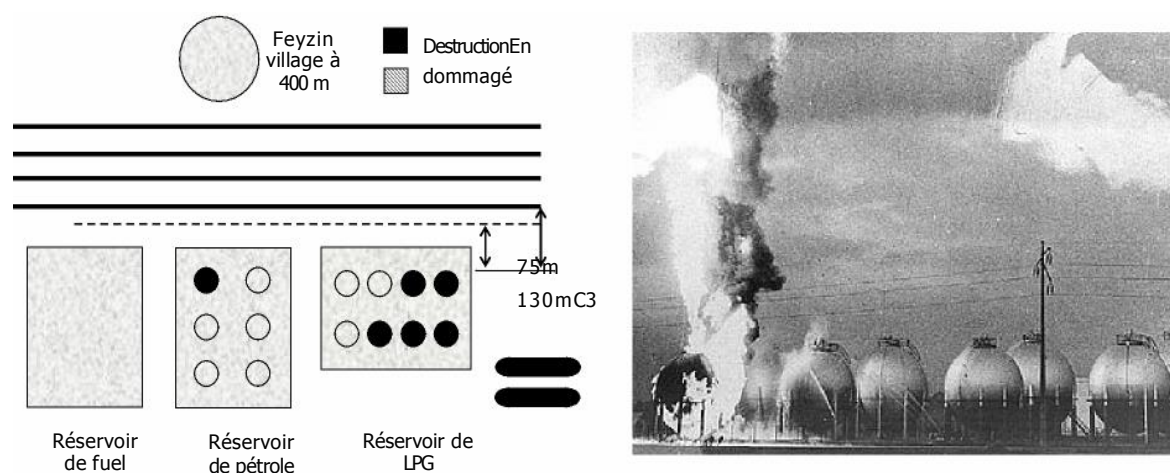 Feyzin
village à
400 m
DestructionEn
dommagé
75m
130mC3
Réservoir
de fuel
Réservoir
de pétrole
Réservoir de
LPG